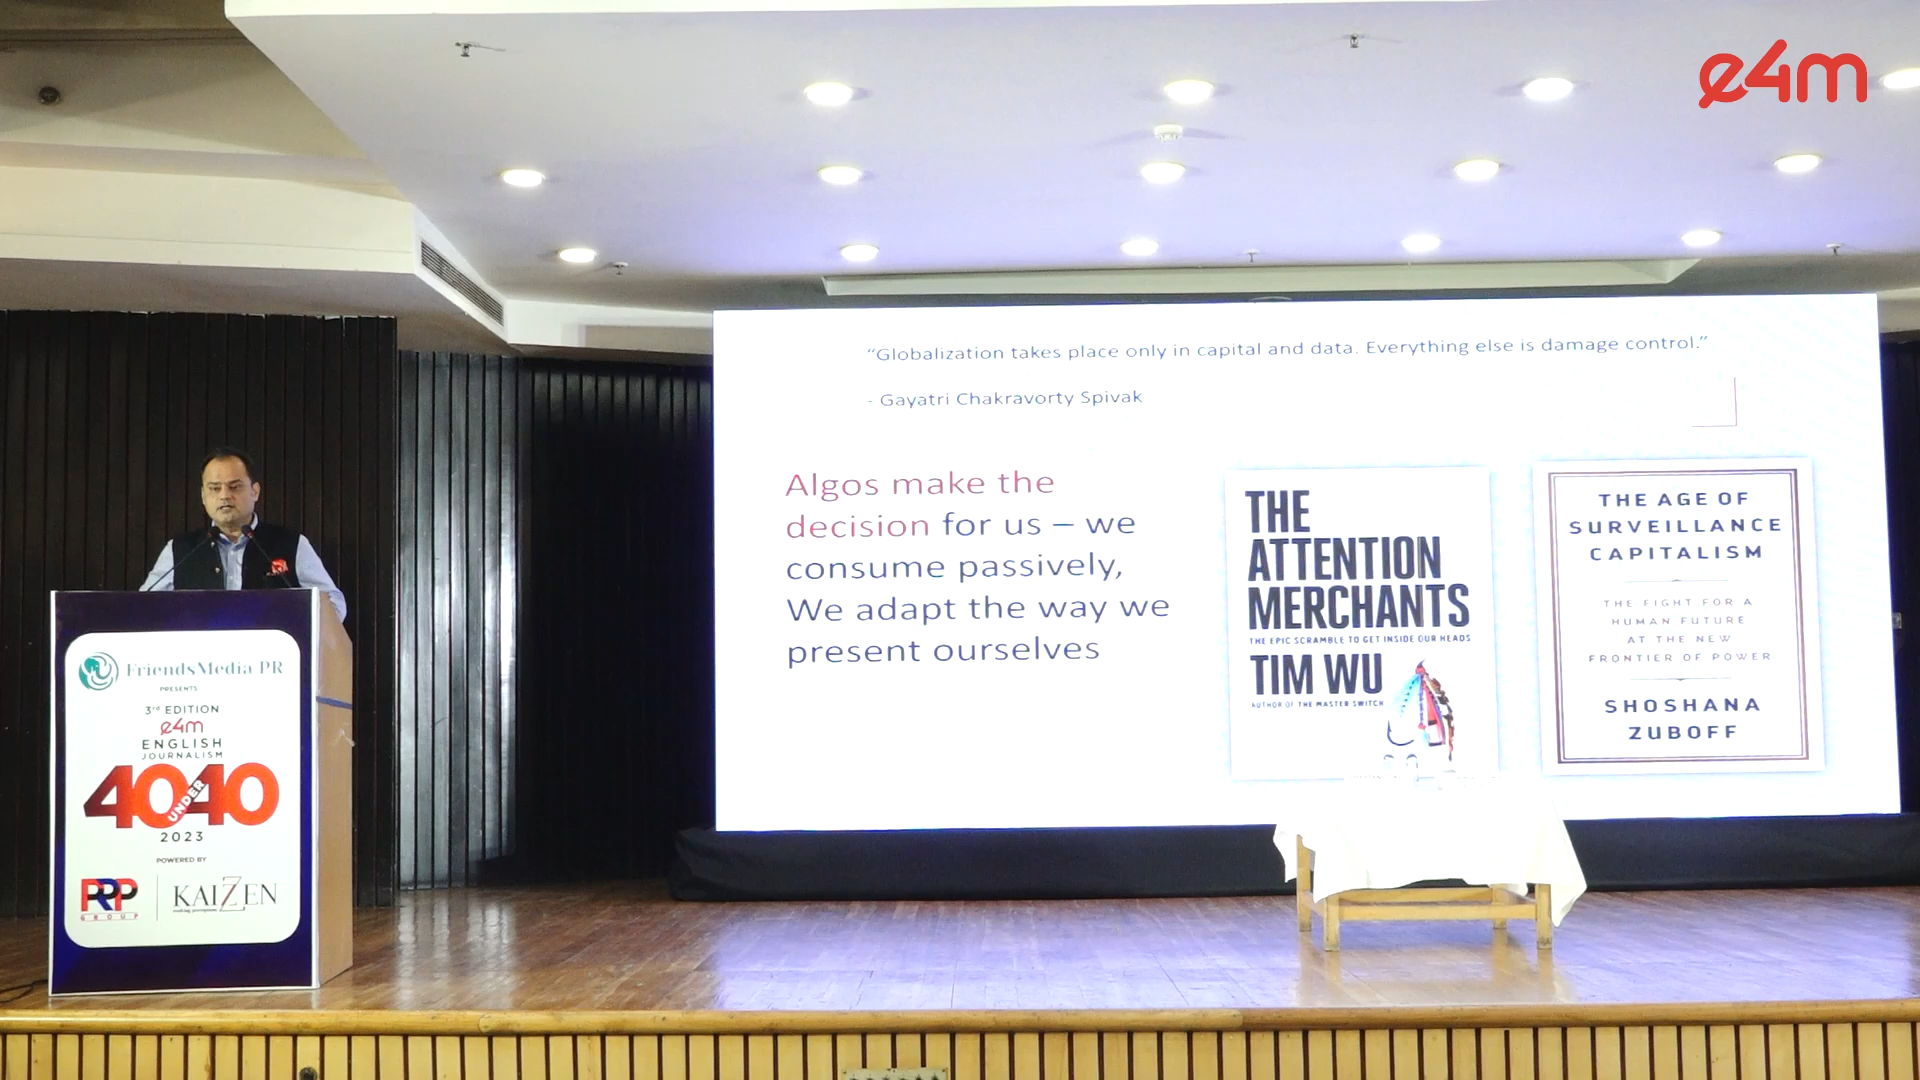 e4m
“Globalization takes place only in capital and data. Everything else is damage control.”
- Gayatri Chakravorty Spivak
Algos make the
decision for us – we
consume passively,
We adapt the way we
present ourselves
THE
ATTENTION
MERCHANTS
THE EPIC SCRAMBLE TO GET INSIDE OUR HEADS
TIM WU
AUTHOR OF THE MASTER SWITCH
THE AGE OF
SURVEILLANCE
CAPITALISM
THE FIGHT FOR A
HUMAN FUTURE
AT THE NEW
FRONTIER OF POWER
SHOSHANA
ZUBOFF
FriendsMedia PR
PRESENTS
3rd EDITION
e4m
ENGLISH
JOURNALISM
40 UNDER 40
2023
POWERED BY
PRP
GROUP
KAIZZEN